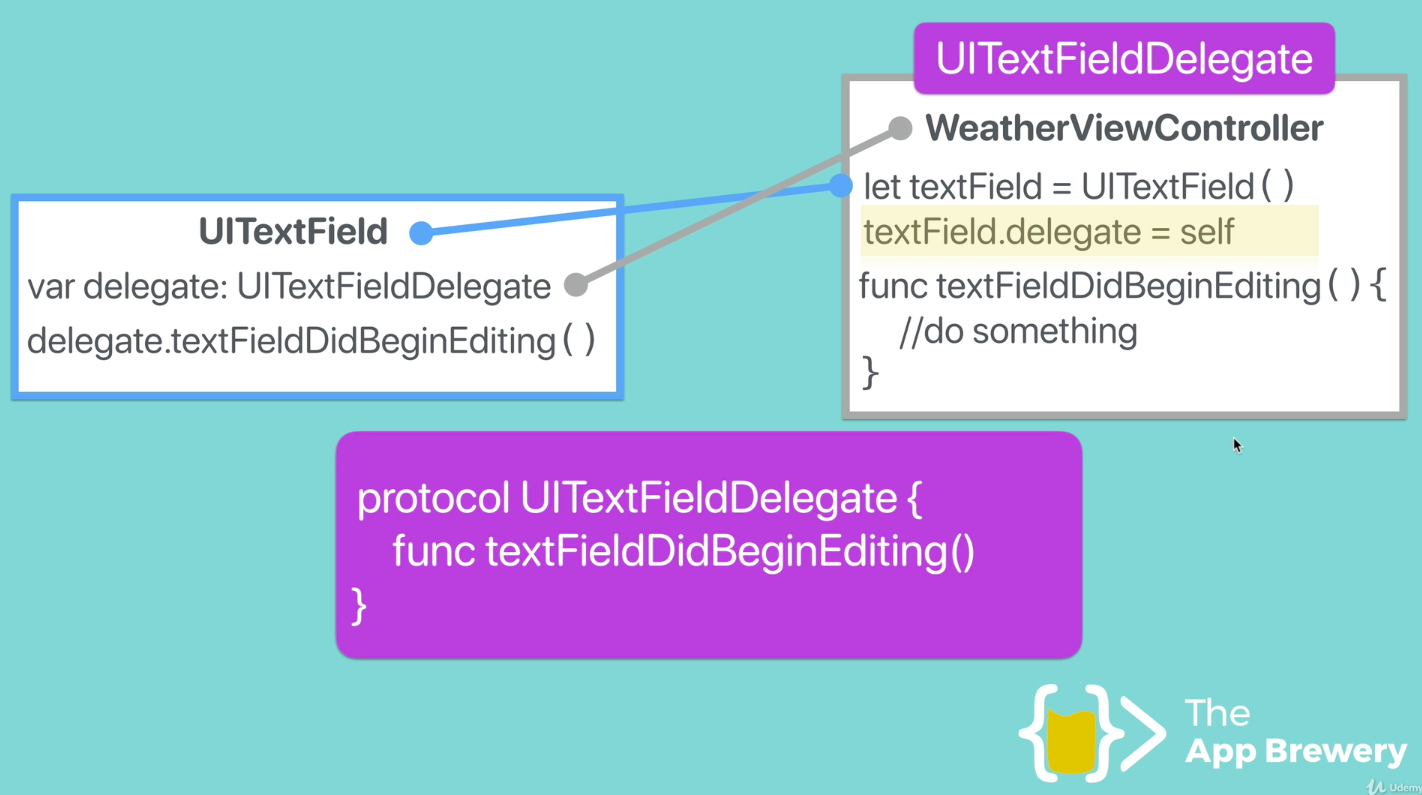 UITextFieldDelegate
WeatherViewController
let textField = UITextField()
textField.delegate = self
func textFieldDidBeginEditing(){
//do something
}
UITextField
var delegate: UITextFieldDelegate
delegate.textFieldDidBeginEditing()
protocol UITextFieldDelegate {
func textFieldDidBeginEditing()
}
The
App Brewery
Udemy